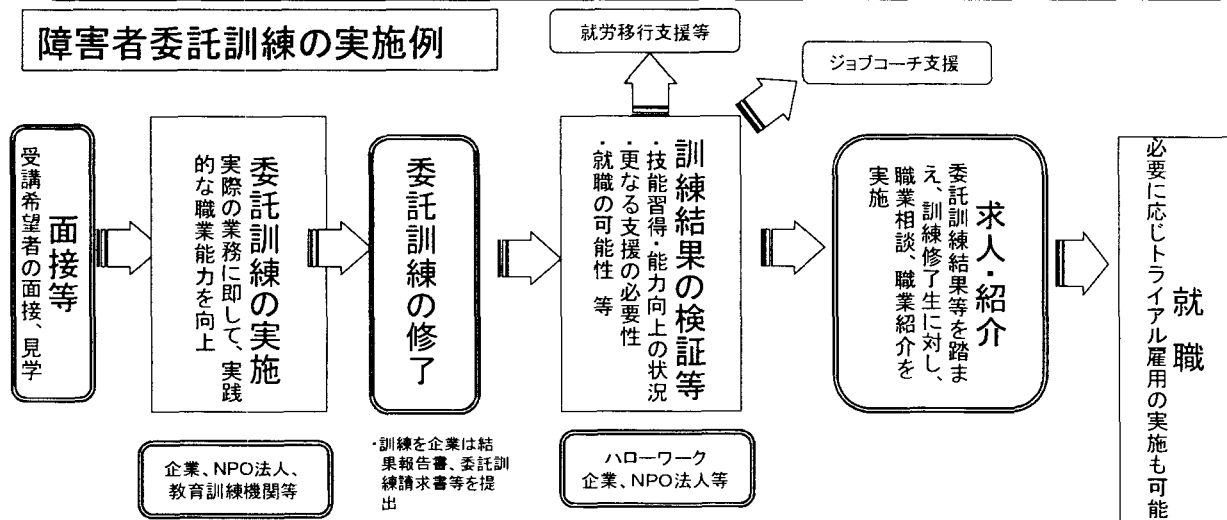 障害者委託訓練の実施例
就労移行支援等
ジョブコーチ支援
面接等
受講希望者の面接、見学
委託訓練の実施
実際の業務に即して、実践
的な職業能力を向上
企業、NPO法人、
教育訓練機関等
委託訓練の修了
・訓練を企業は結
果報告書、委託訓
練請求書等を提
出
訓練結果の検証等
・技能習得・能力向上の状況
・更なる支援の必要性
・就職の可能性 等
ハローワーク
企業、NPO法人等
求人・紹介
委託訓練結果等を踏ま
え、訓練修了生に対し、
職業相談、職業紹介を
実施
就職
必要に応じトライアル雇用の実施も可能